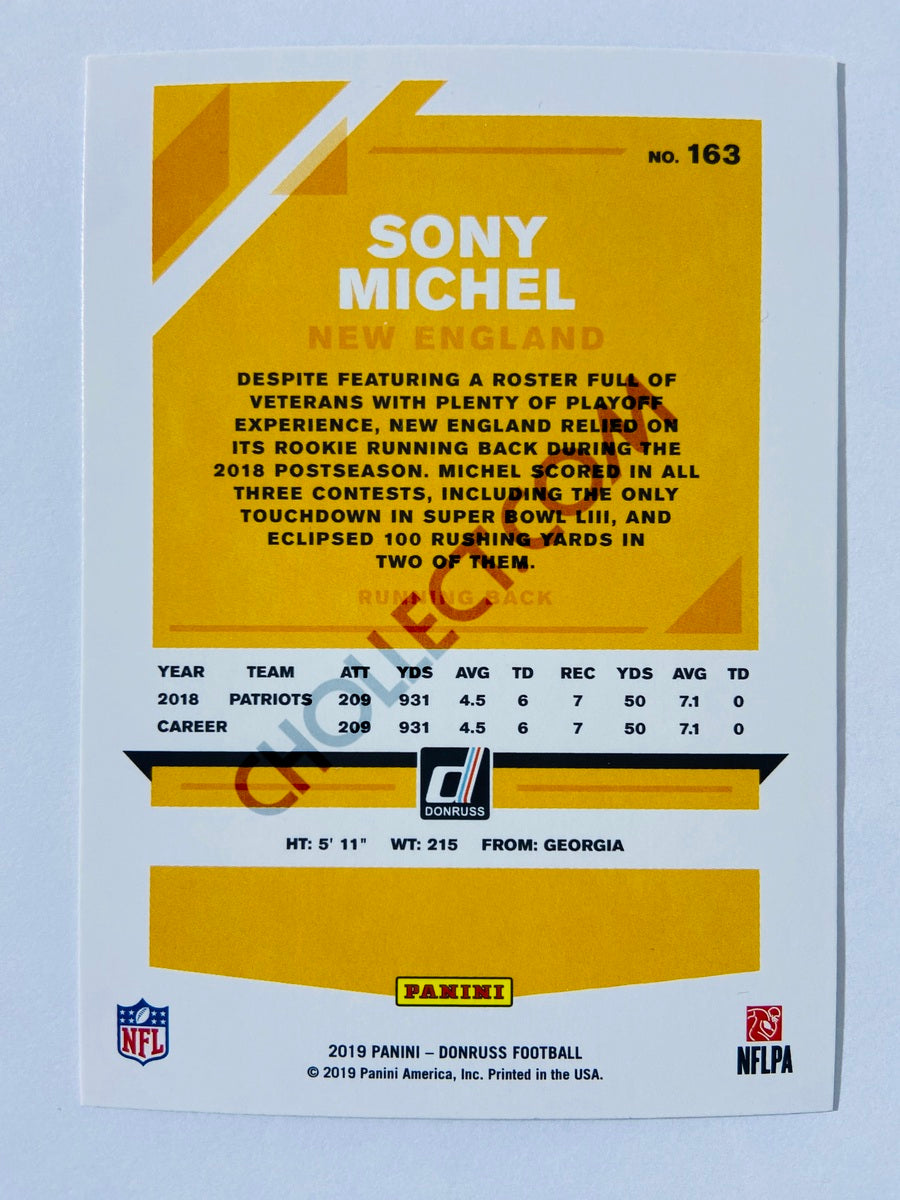 NO. 163
SONY
MICHEL
NEW ENGLAND
DESPITE FEATURING A ROSTER FULL OF
VETERANS WITH PLENTY OF PLAYOFF
EXPERIENCE, NEW ENGLAND RELIED ON
ITS ROOKIE RUNNING BACK DURING THE
2018 POSTSEASON. MICHEL SCORED IN ALL
THREE CONTESTS, INCLUDING THE ONLY
TOUCHDOWN IN SUPER BOWL LIII, AND
ECLIPSED 100 RUSHING YARDS IN
TWO OF THEM.
RUNNING BACK
CHOLLECT.COM
YEAR TEAM ATT YDS AVG TD REC YDS AVG TD
2018 PATRIOTS 209 931 4.5 6 7 50 7.1 0
CAREER 209 931 4.5 6 7 50 7.1 0
d
DONRUSS
HT: 5' 11" WT: 215 FROM: GEORGIA
PANINI
NFL
NFLPA
2019 PANINI – DONRUSS FOOTBALL
© 2019 Panini America, Inc. Printed in the USA.